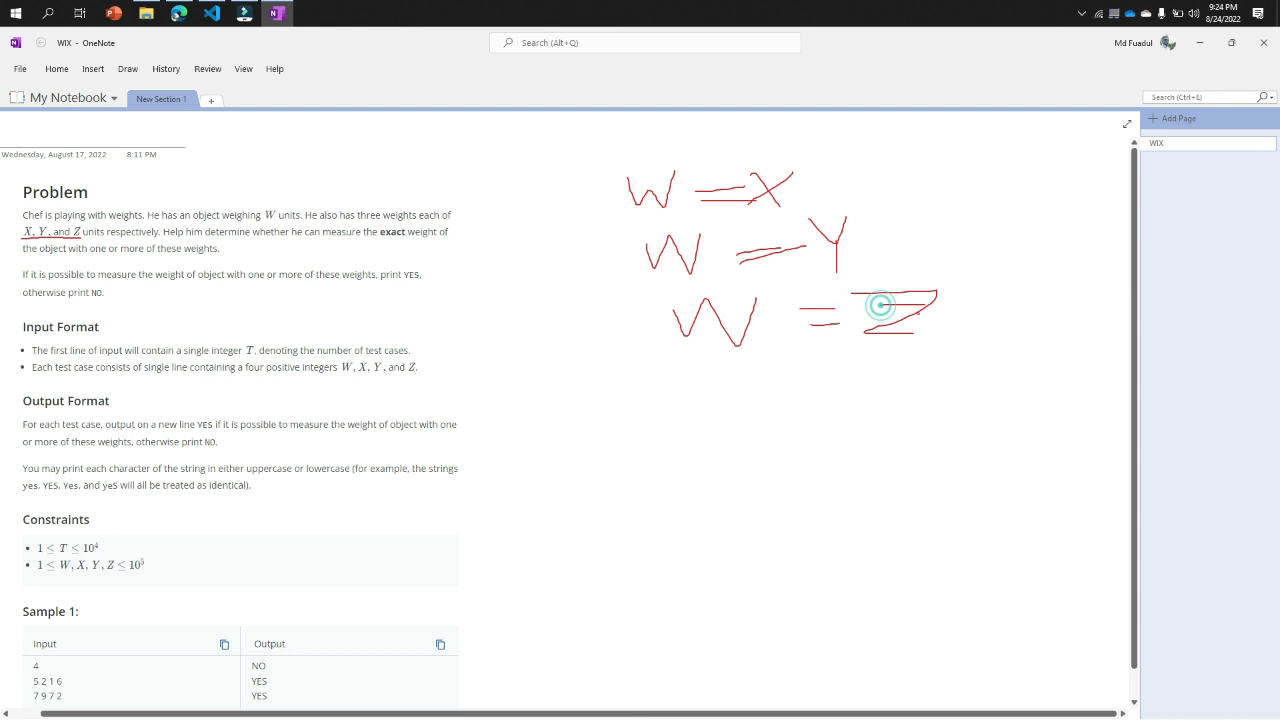 9:24 PM
8/24/2022
WIX - OneNote
Search (Alt+Q)
Md Fuadul
File Home Insert Draw History Review View Help
My Notebook
New Section 1
+
Search (Ctrl+E)
Add Page
WIX
Wednesday, August 17, 2022 8:11 PM
Problem
Chef is playing with weights. He has an object weighing W units. He also has three weights each of
X, Y, and Z units respectively. Help him determine whether he can measure the exact weight of
the object with one or more of these weights.
If it is possible to measure the weight of object with one or more of these weights, print YES,
otherwise print NO.
Input Format
• The first line of input will contain a single integer T, denoting the number of test cases.
• Each test case consists of single line containing a four positive integers W, X, Y, and Z.
Output Format
For each test case, output on a new line YES if it is possible to measure the weight of object with one
or more of these weights, otherwise print NO.
You may print each character of the string in either uppercase or lowercase (for example, the strings
yes, YES, Yes, and yeS will all be treated as identical).
Constraints
• 1 ≤ T ≤ 10⁴
• 1 ≤ W, X, Y, Z ≤ 10⁵
Sample 1:
Input Output
4 NO
5 2 1 6 YES
7 9 7 2 YES
W = X
W = Y
W = Z